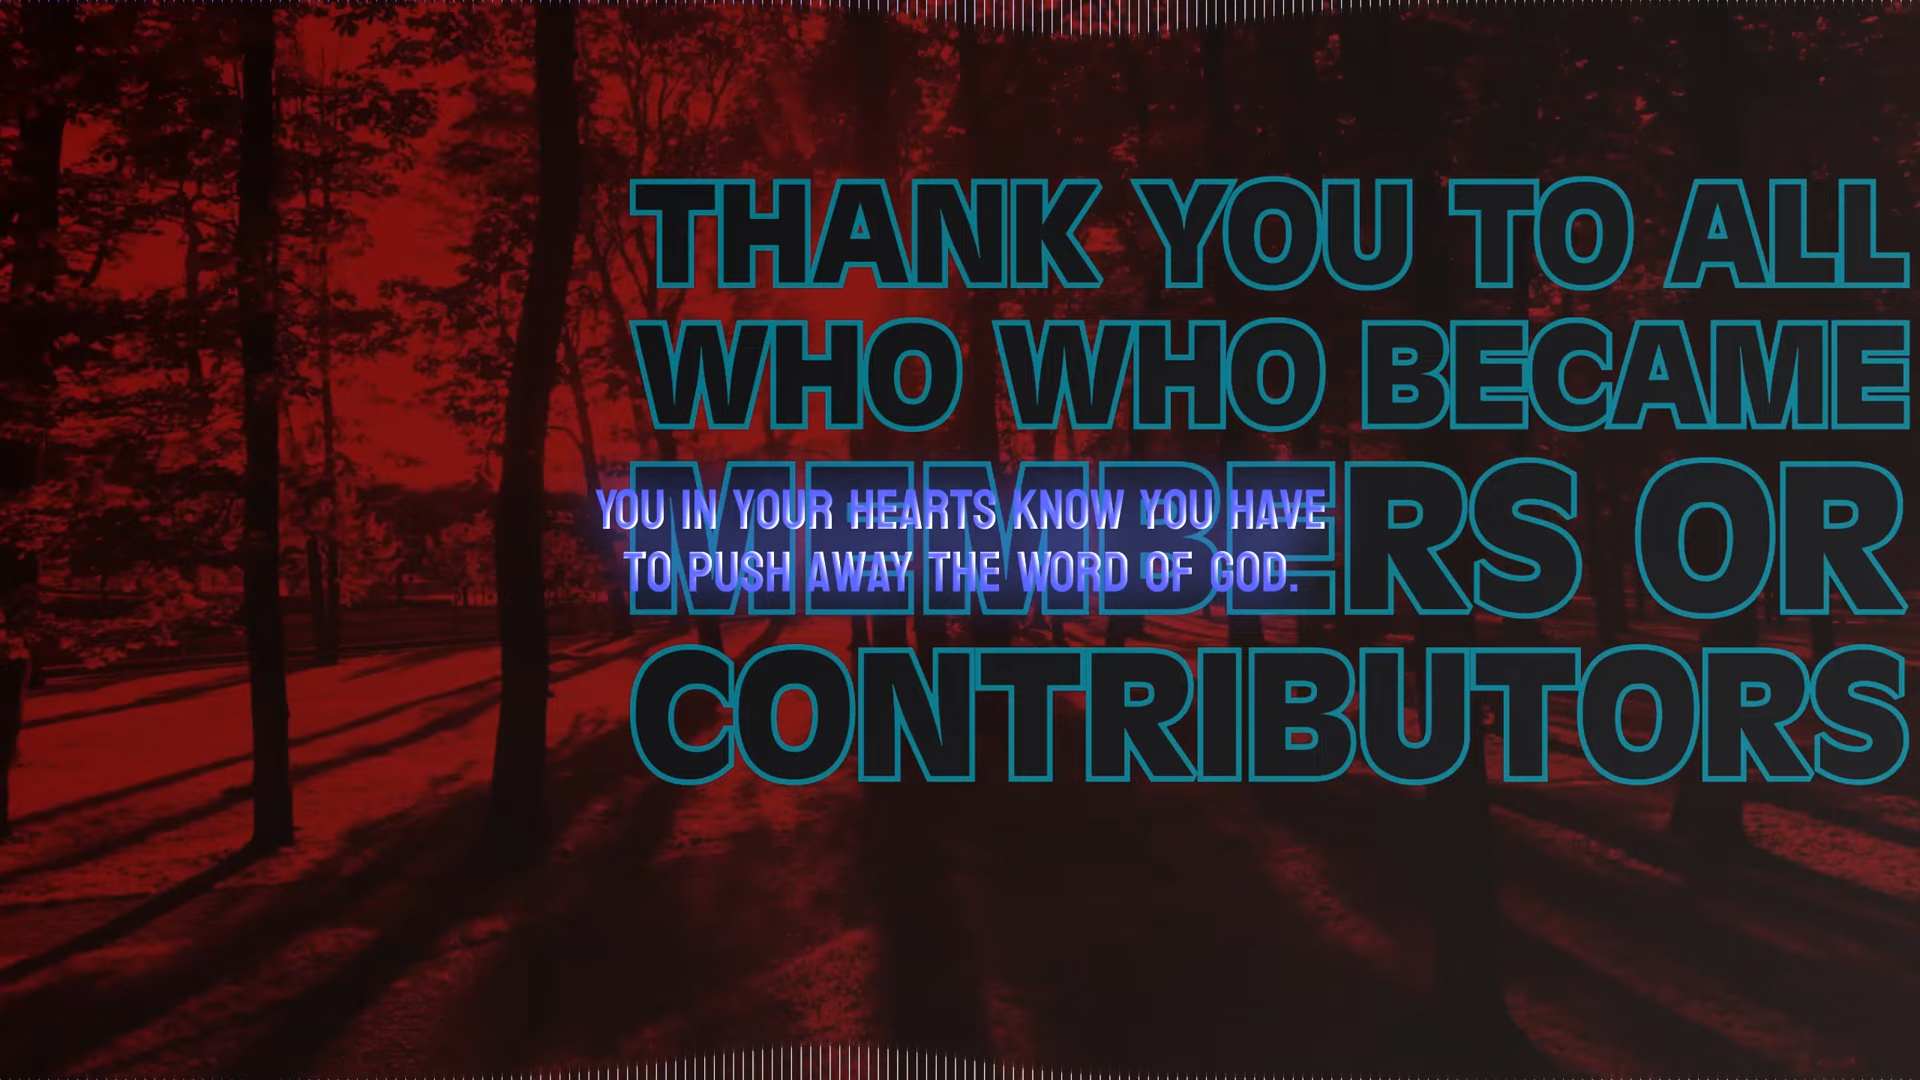 THANK YOU TO ALL
WHO WHO BECAME
MEMBERS OR
CONTRIBUTORS
YOU IN YOUR HEARTS KNOW YOU HAVE
TO PUSH AWAY THE WORD OF GOD.